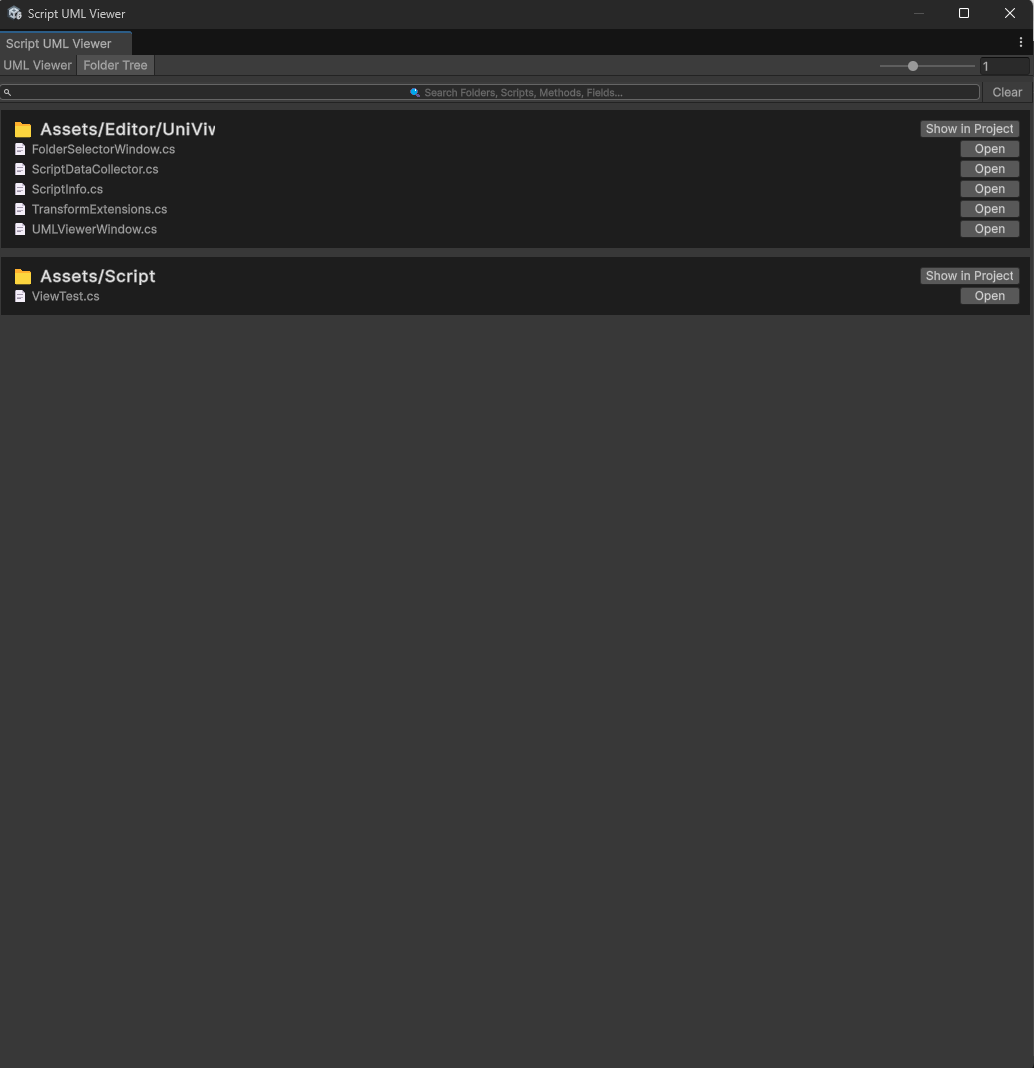 Script UML Viewer
Script UML Viewer
UML Viewer Folder Tree 1
Search Folders, Scripts, Methods, Fields... Clear
Assets/Editor/UniViv Show in Project
FolderSelectorWindow.cs Open
ScriptDataCollector.cs Open
ScriptInfo.cs Open
TransformExtensions.cs Open
UMLViewerWindow.cs Open
Assets/Script Show in Project
ViewTest.cs Open